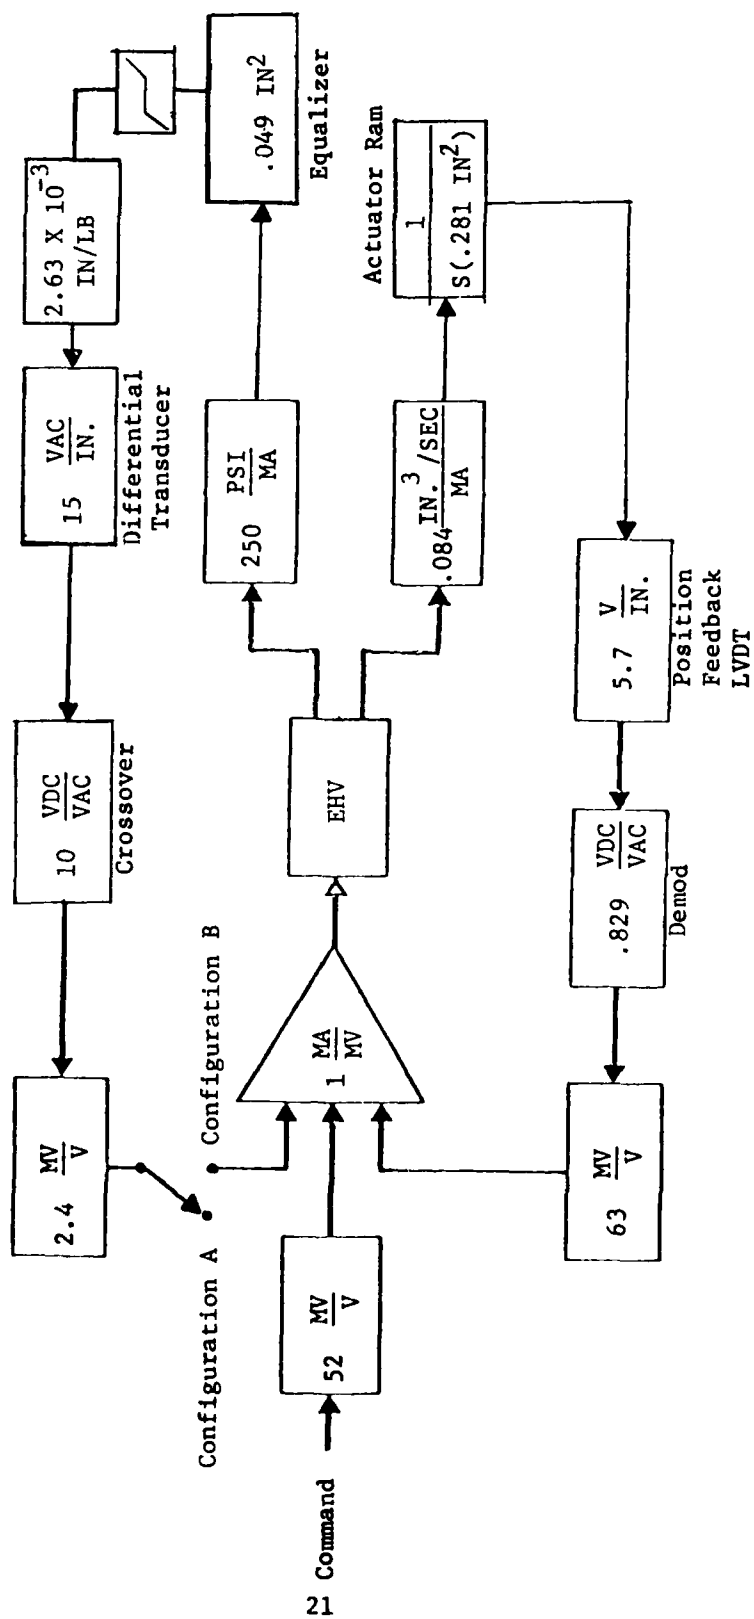 2.63 X 10⁻³
IN/LB
15 VAC
IN.
Differential
Transducer
10 VDC
VAC
Crossover
2.4 MV
V
.049 IN²
Equalizer
250 PSI
MA
EHV
1 MA
MV
Configuration B
Configuration A
52 MV
V
Command
Actuator Ram
1
S(.281 IN²)
.084 IN.³/SEC
MA
5.7 V
IN.
Position
Feedback
LVDT
.829 VDC
VAC
Demod
63 MV
V
21